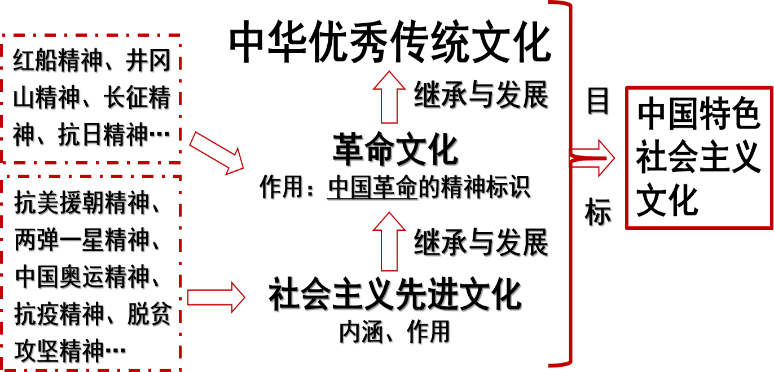 中华优秀传统文化
红船精神、井冈
山精神、长征精
神、抗日精神…
继承与发展
革命文化
作用：中国革命的精神标识
抗美援朝精神、
两弹一星精神、
中国奥运精神、
抗疫精神、脱贫
攻坚精神…
继承与发展
社会主义先进文化
内涵、作用
目
标
中国特色
社会主义
文化